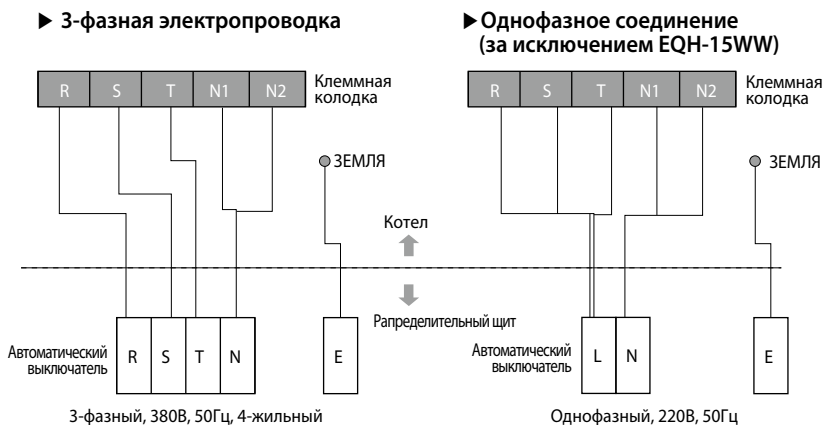 ▶ 3-фазная электропроводка
R S T N1 N2
Клеммная
колодка
ЗЕМЛЯ
Котел
Рапределительный щит
Автоматический
выключатель
R S T N
E
3-фазный, 380В, 50Гц, 4-жильный
▶ Однофазное соединение
(за исключением EQH-15WW)
R S T N1 N2
Клеммная
колодка
ЗЕМЛЯ
Автоматический
выключатель
L N
E
Однофазный, 220В, 50Гц